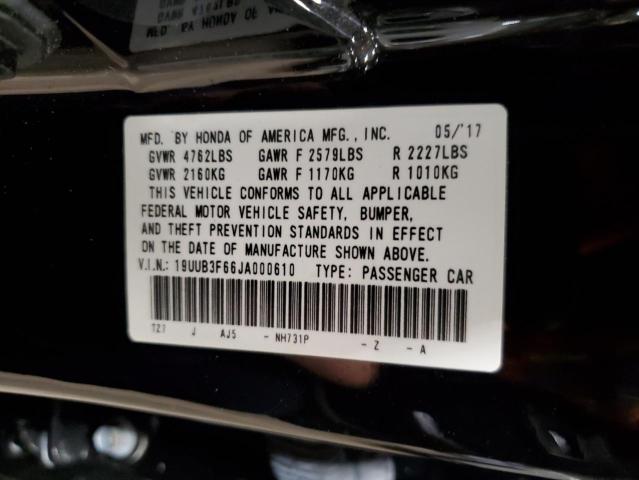 MFD. BY HONDA OF AMERICA MFG., INC. 05/'17
GVWR 4762LBS GAWR F 2579LBS R 2227LBS
GVWR 2160KG GAWR F 1170KG R 1010KG
THIS VEHICLE CONFORMS TO ALL APPLICABLE
FEDERAL MOTOR VEHICLE SAFETY, BUMPER,
AND THEFT PREVENTION STANDARDS IN EFFECT
ON THE DATE OF MANUFACTURE SHOWN ABOVE.
V.I.N.: 19UUB3F66JA000610 TYPE: PASSENGER CAR
J AJ5 - NH731P - Z - A